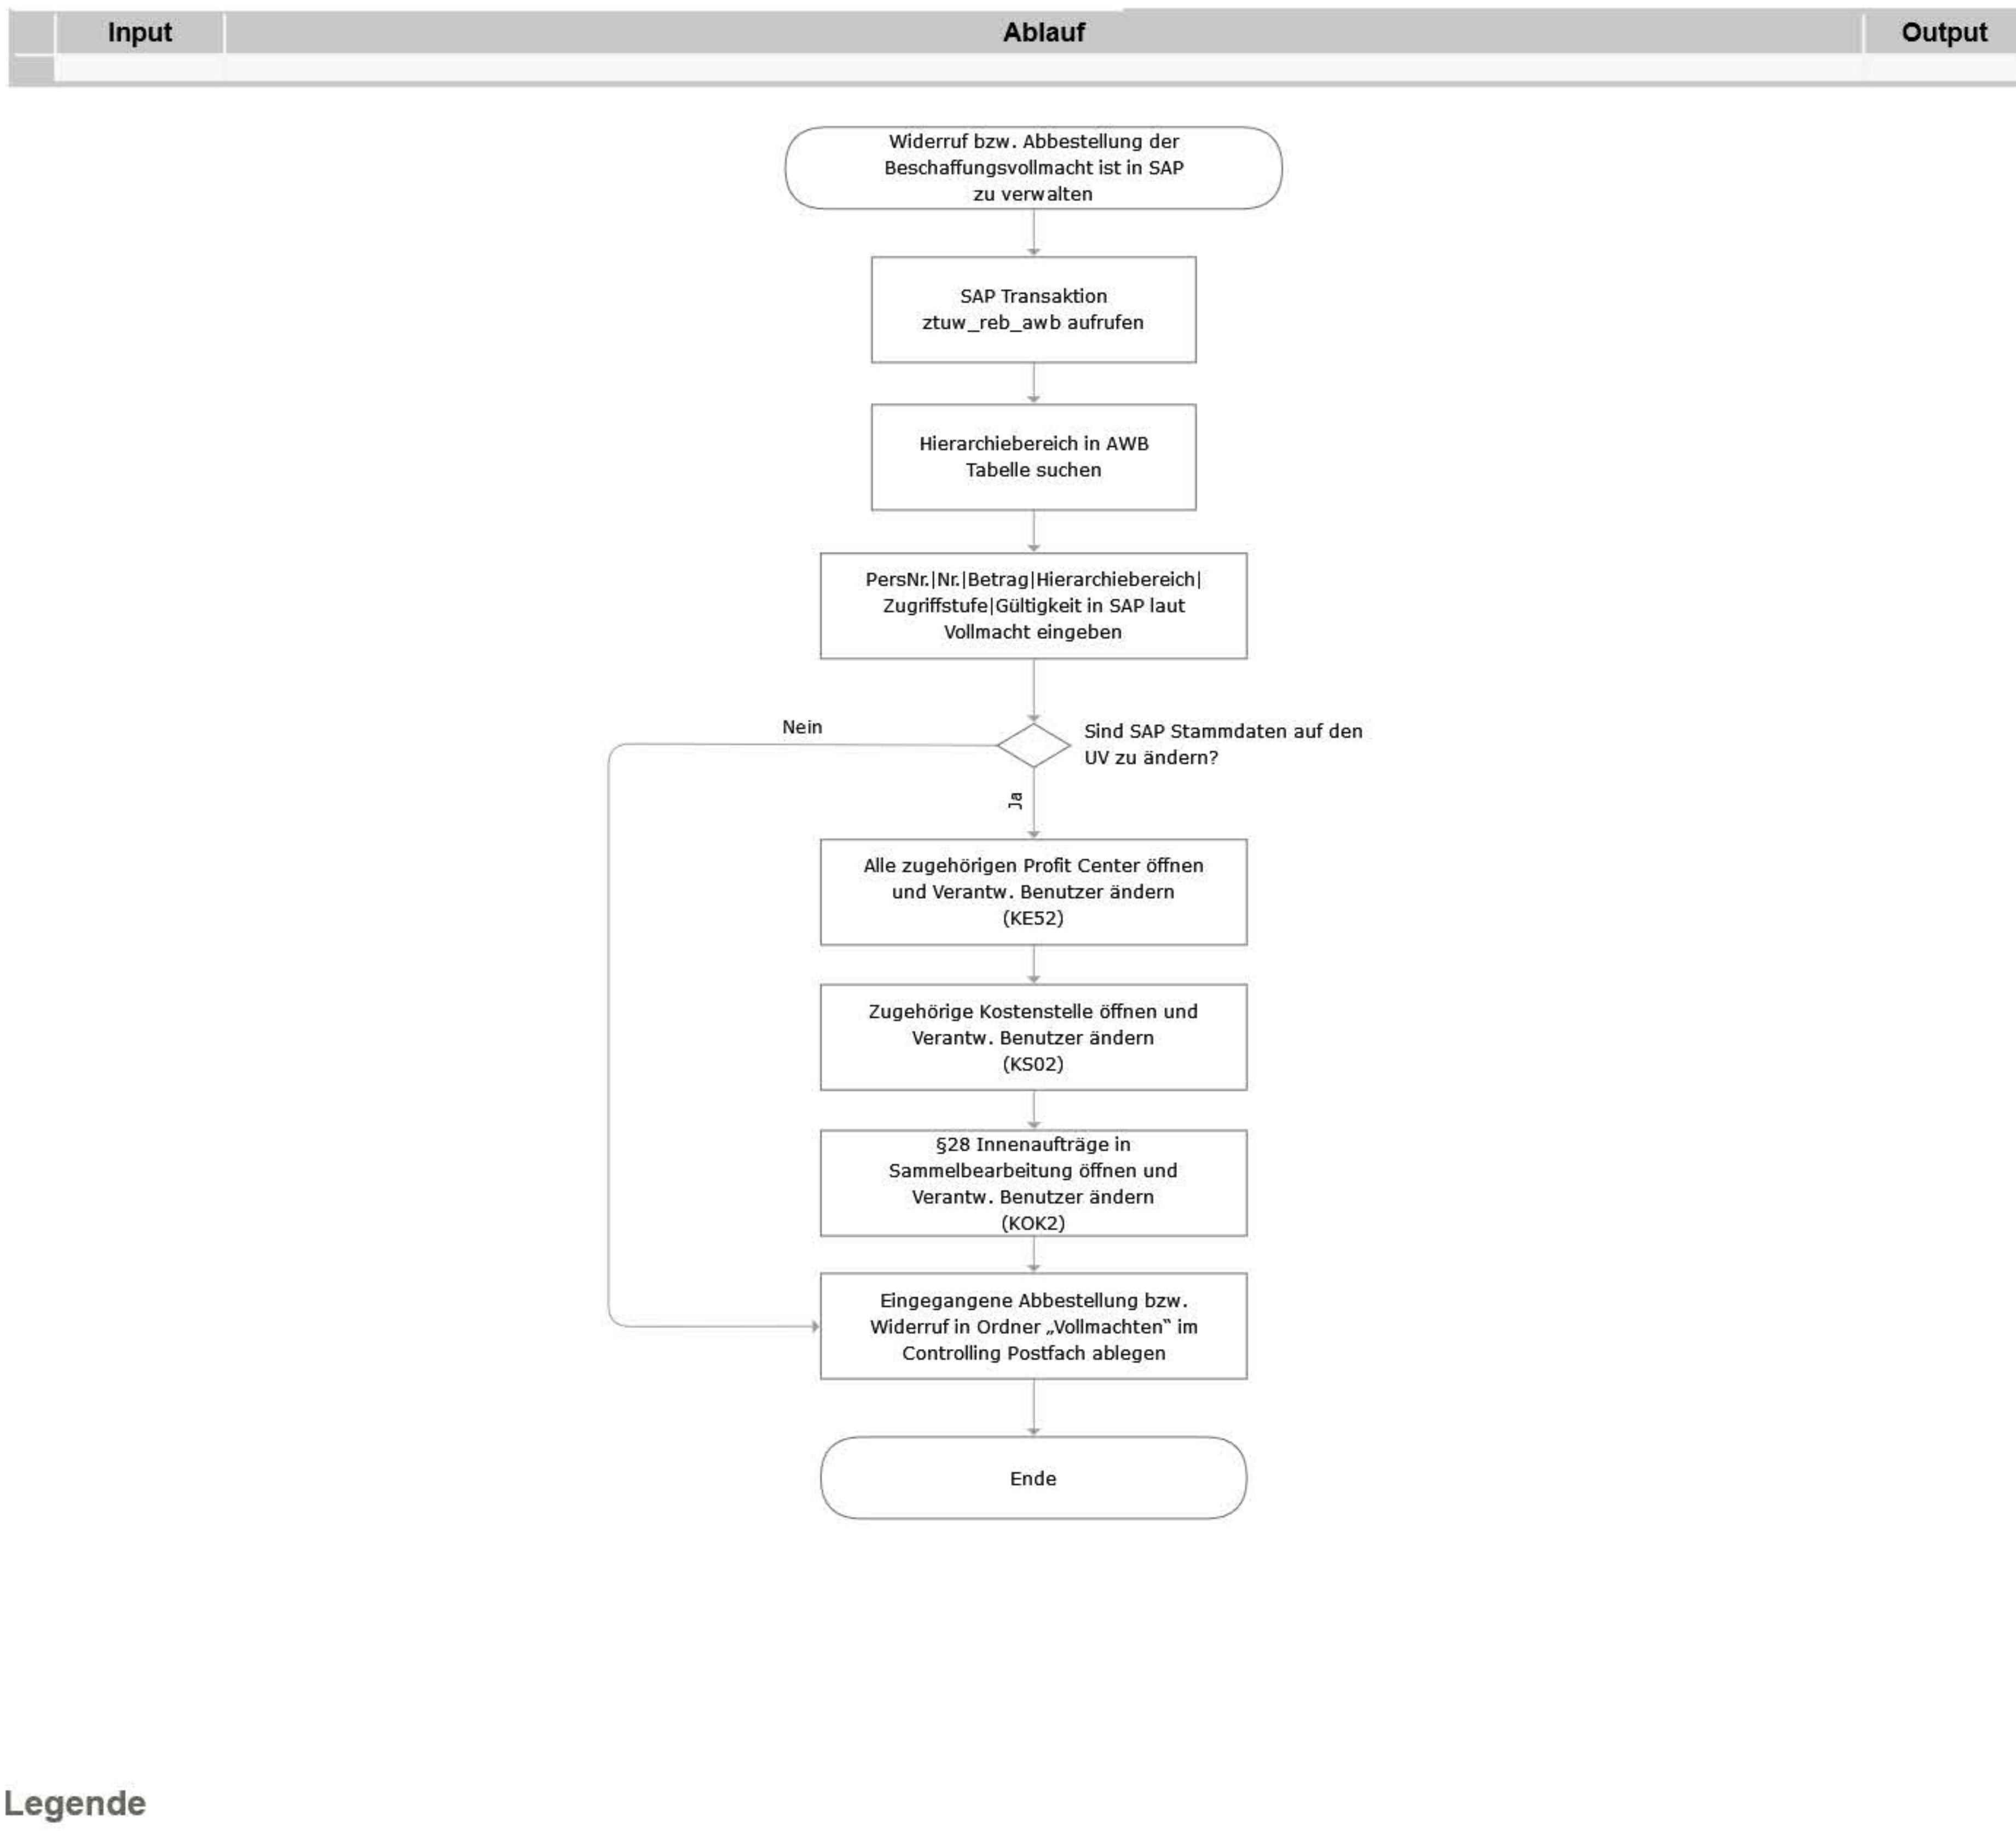 Input
Ablauf
Output
Widerruf bzw. Abbestellung der
Beschaffungsvollmacht ist in SAP
zu verwalten
SAP Transaktion
ztuw_reb_awb aufrufen
Hierarchiebereich in AWB
Tabelle suchen
PersNr.|Nr.|Betrag|Hierarchiebereich|
Zugriffstufe|Gültigkeit in SAP laut
Vollmacht eingeben
Nein
Sind SAP Stammdaten auf den
UV zu ändern?
Ja
Alle zugehörigen Profit Center öffnen
und Verantw. Benutzer ändern
(KE52)
Zugehörige Kostenstelle öffnen und
Verantw. Benutzer ändern
(KS02)
§28 Innenaufträge in
Sammelbearbeitung öffnen und
Verantw. Benutzer ändern
(KOK2)
Eingegangene Abbestellung bzw.
Widerruf in Ordner „Vollmachten“ im
Controlling Postfach ablegen
Ende
Legende